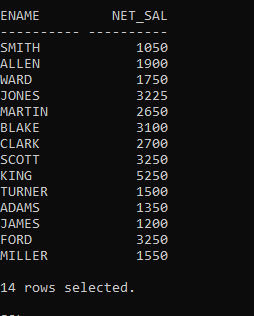 ENAME         NET_SAL
---------- ----------
SMITH            1050
ALLEN            1900
WARD             1750
JONES            3225
MARTIN           2650
BLAKE            3100
CLARK            2700
SCOTT            3250
KING             5250
TURNER           1500
ADAMS            1350
JAMES            1200
FORD             3250
MILLER           1550
14 rows selected.